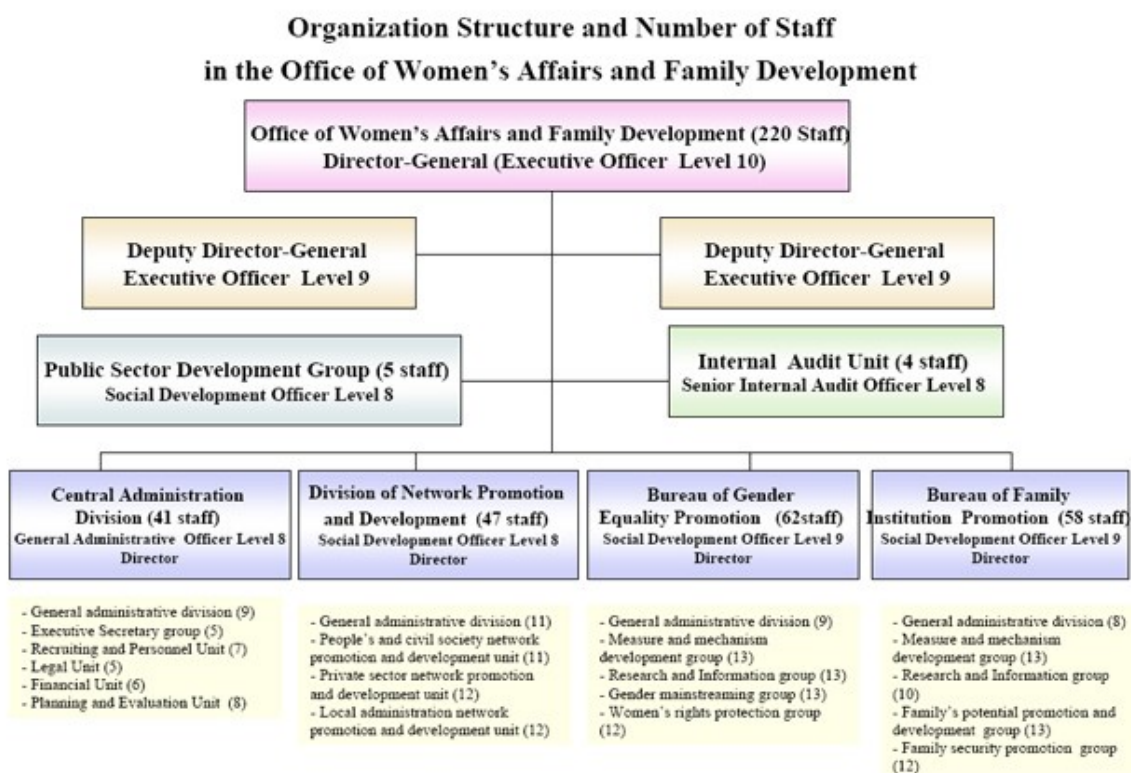 Organization Structure and Number of Staff
in the Office of Women's Affairs and Family Development
Office of Women's Affairs and Family Development (220 Staff)
Director-General (Executive Officer Level 10)
Deputy Director-General
Executive Officer Level 9
Deputy Director-General
Executive Officer Level 9
Public Sector Development Group (5 staff)
Social Development Officer Level 8
Internal Audit Unit (4 staff)
Senior Internal Audit Officer Level 8
Central Administration
Division (41 staff)
General Administrative Officer Level 8
Director
Division of Network Promotion
and Development (47 staff)
Social Development Officer Level 8
Director
Bureau of Gender
Equality Promotion (62staff)
Social Development Officer Level 9
Director
Bureau of Family
Institution Promotion (58 staff)
Social Development Officer Level 9
Director
- General administrative division (9)
- Executive Secretary group (5)
- Recruiting and Personnel Unit (7)
- Legal Unit (5)
- Financial Unit (6)
- Planning and Evaluation Unit (8)
- General administrative division (11)
- People's and civil society network
promotion and development unit (11)
- Private sector network promotion
and development unit (12)
- Local administration network
promotion and development unit (12)
- General administrative division (9)
- Measure and mechanism
development group (13)
- Research and Information group (13)
- Gender mainstreaming group (13)
- Women's rights protection group
(12)
- General administrative division (8)
- Measure and mechanism
development group (13)
- Research and Information group
(10)
- Family's potential promotion and
development group (13)
- Family security promotion group
(12)